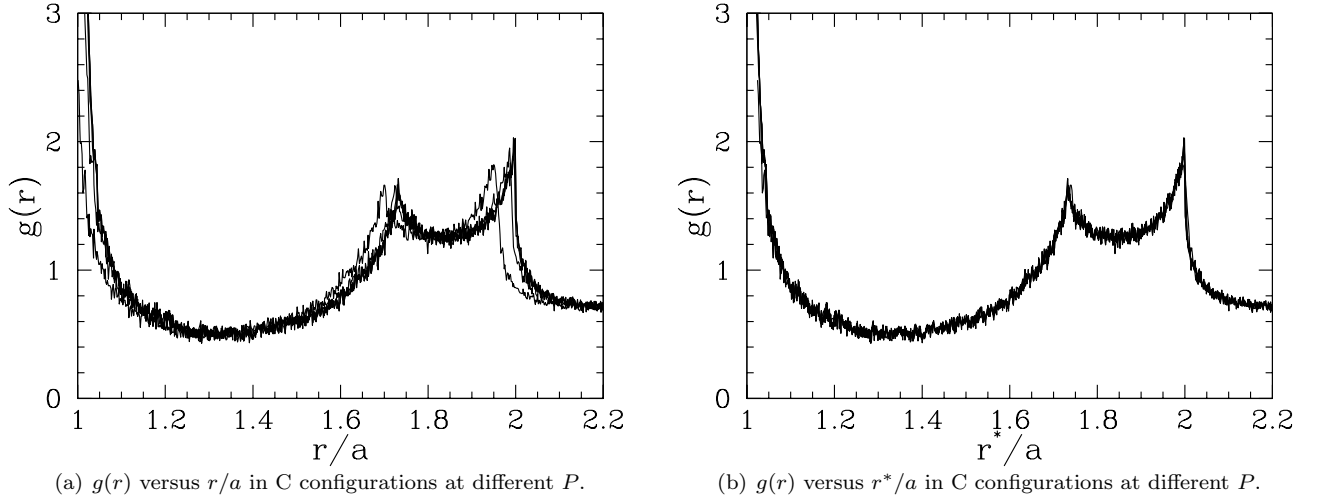 3
2
1
0
g(r)
1 1.2 1.4 1.6 1.8 2 2.2
r/a
(a) g(r) versus r/a in C configurations at different P.
3
2
1
0
g(r)
1 1.2 1.4 1.6 1.8 2 2.2
r*/a
(b) g(r) versus r*/a in C configurations at different P.